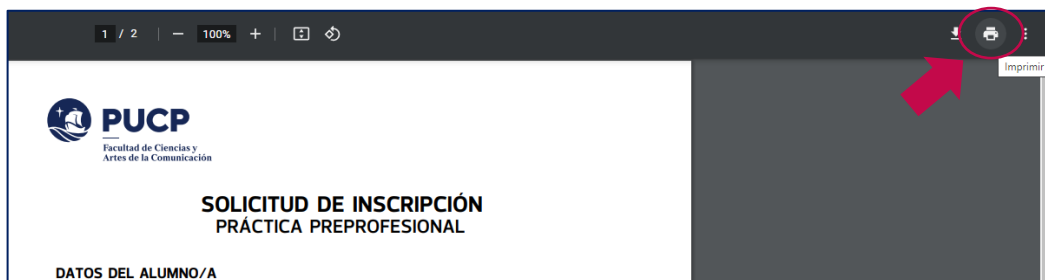 1 / 2 | — 100% + |
Imprimir
PUCP
Facultad de Ciencias y
Artes de la Comunicación
SOLICITUD DE INSCRIPCIÓN
PRÁCTICA PREPROFESIONAL
DATOS DEL ALUMNO/A